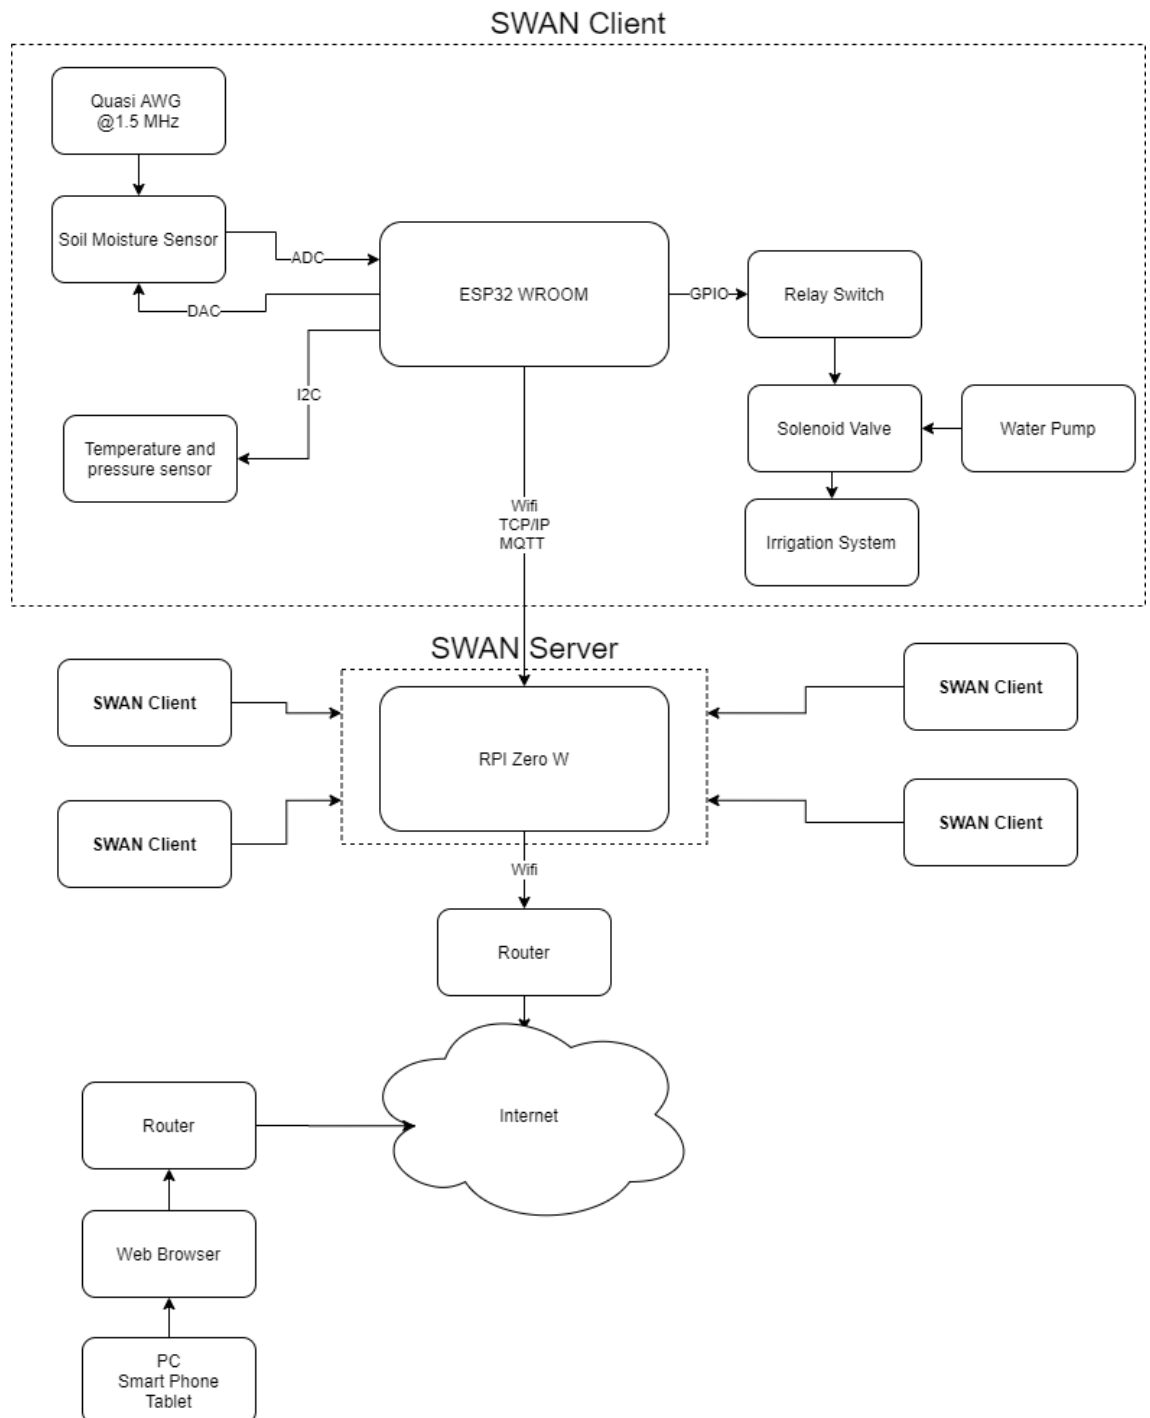 SWAN Client
Quasi AWG
@1.5 MHz
Soil Moisture Sensor
ADC
DAC
ESP32 WROOM
GPIO
Relay Switch
I2C
Temperature and
pressure sensor
Solenoid Valve
Water Pump
Wifi
TCP/IP
MQTT
Irrigation System
SWAN Server
SWAN Client
SWAN Client
RPI Zero W
SWAN Client
SWAN Client
Wifi
Router
Internet
Router
Web Browser
PC
Smart Phone
Tablet